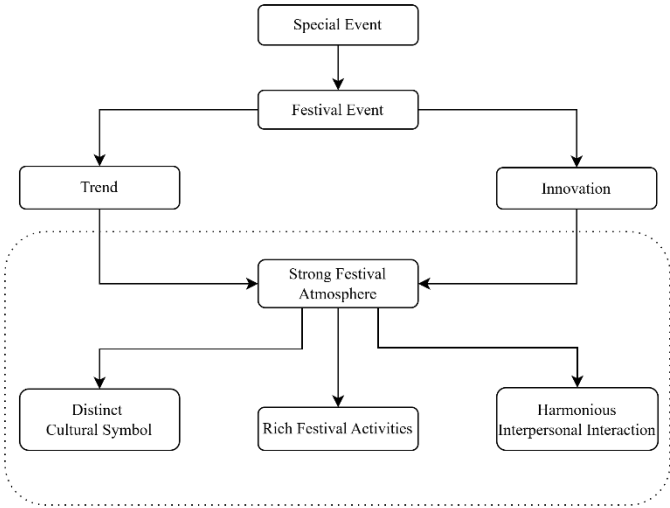 Special Event
Festival Event
Trend
Innovation
Strong Festival
Atmosphere
Distinct
Cultural Symbol
Rich Festival Activities
Harmonious
Interpersonal Interaction